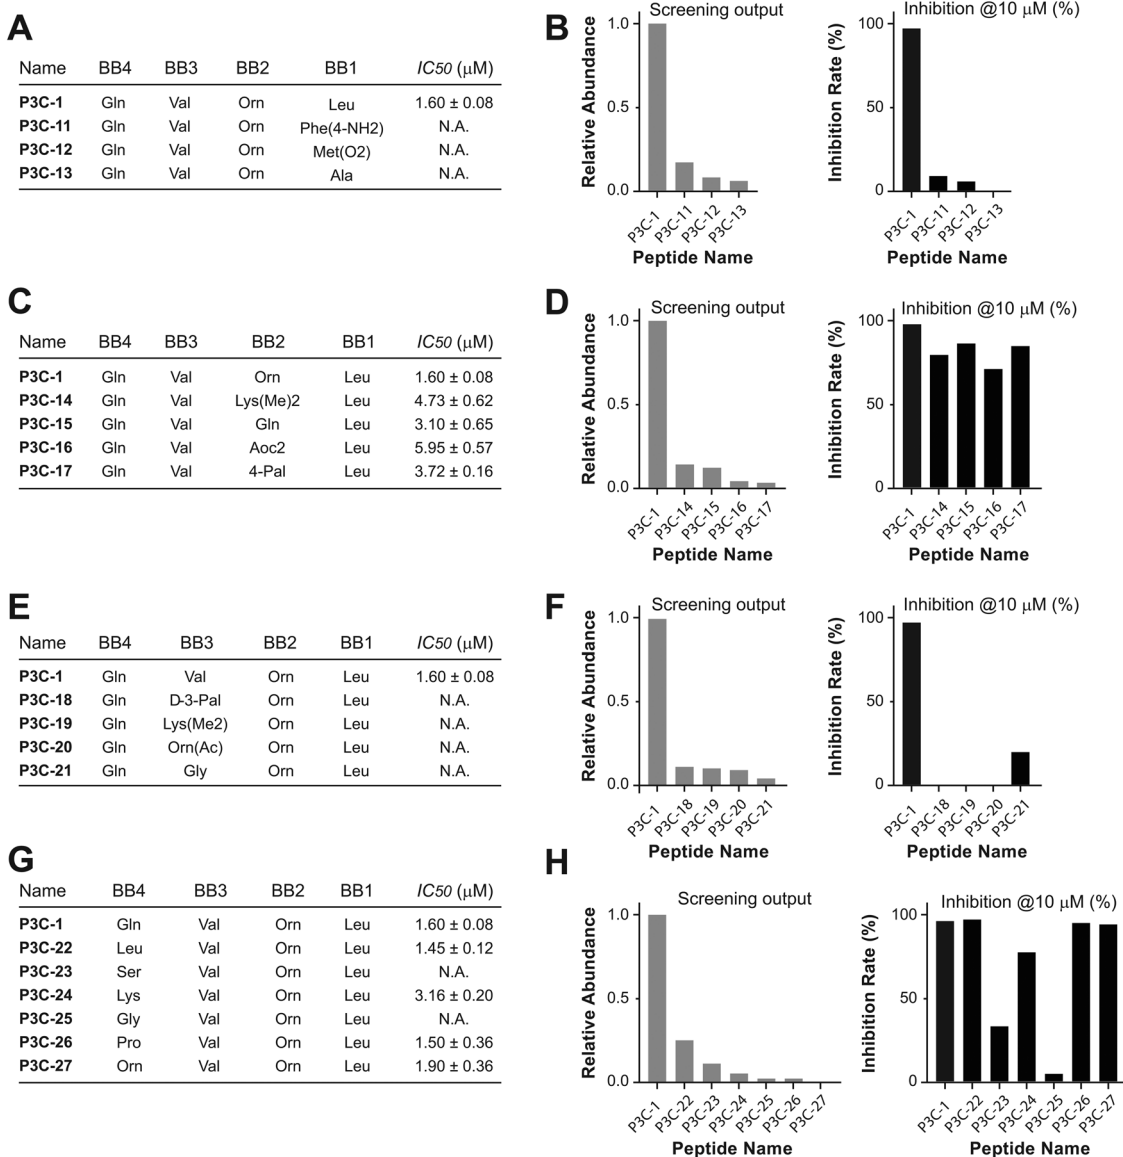 A
Name BB4 BB3 BB2 BB1 IC50 (μM)
P3C-1 Gln Val Orn Leu 1.60 ± 0.08
P3C-11 Gln Val Orn Phe(4-NH2) N.A.
P3C-12 Gln Val Orn Met(O2) N.A.
P3C-13 Gln Val Orn Ala N.A.
B
Screening output
Relative Abundance
1.0
0.5
0.0
P3C-1 P3C-11 P3C-12 P3C-13
Peptide Name
Inhibition @10 μM (%)
Inhibition Rate (%)
100
50
0
P3C-1 P3C-11 P3C-12 P3C-13
Peptide Name
C
Name BB4 BB3 BB2 BB1 IC50 (μM)
P3C-1 Gln Val Orn Leu 1.60 ± 0.08
P3C-14 Gln Val Lys(Me)2 Leu 4.73 ± 0.62
P3C-15 Gln Val Gln Leu 3.10 ± 0.65
P3C-16 Gln Val Aoc2 Leu 5.95 ± 0.57
P3C-17 Gln Val 4-Pal Leu 3.72 ± 0.16
D
Screening output
Relative Abundance
1.0
0.5
0.0
P3C-1 P3C-14 P3C-15 P3C-16 P3C-17
Peptide Name
Inhibition @10 μM (%)
Inhibition Rate (%)
100
50
0
P3C-1 P3C-14 P3C-15 P3C-16 P3C-17
Peptide Name
E
Name BB4 BB3 BB2 BB1 IC50 (μM)
P3C-1 Gln Val Orn Leu 1.60 ± 0.08
P3C-18 Gln D-3-Pal Orn Leu N.A.
P3C-19 Gln Lys(Me2) Orn Leu N.A.
P3C-20 Gln Orn(Ac) Orn Leu N.A.
P3C-21 Gln Gly Orn Leu N.A.
F
Screening output
Relative Abundance
1.0
0.5
0.0
P3C-1 P3C-18 P3C-19 P3C-20 P3C-21
Peptide Name
Inhibition @10 μM (%)
Inhibition Rate (%)
100
50
0
P3C-1 P3C-18 P3C-19 P3C-20 P3C-21
Peptide Name
G
Name BB4 BB3 BB2 BB1 IC50 (μM)
P3C-1 Gln Val Orn Leu 1.60 ± 0.08
P3C-22 Leu Val Orn Leu 1.45 ± 0.12
P3C-23 Ser Val Orn Leu N.A.
P3C-24 Lys Val Orn Leu 3.16 ± 0.20
P3C-25 Gly Val Orn Leu N.A.
P3C-26 Pro Val Orn Leu 1.50 ± 0.36
P3C-27 Orn Val Orn Leu 1.90 ± 0.36
H
Screening output
Relative Abundance
1.0
0.5
0.0
P3C-1 P3C-22 P3C-23 P3C-24 P3C-25 P3C-26 P3C-27
Peptide Name
Inhibition @10 μM (%)
Inhibition Rate (%)
100
50
0
P3C-1 P3C-22 P3C-23 P3C-24 P3C-25 P3C-26 P3C-27
Peptide Name